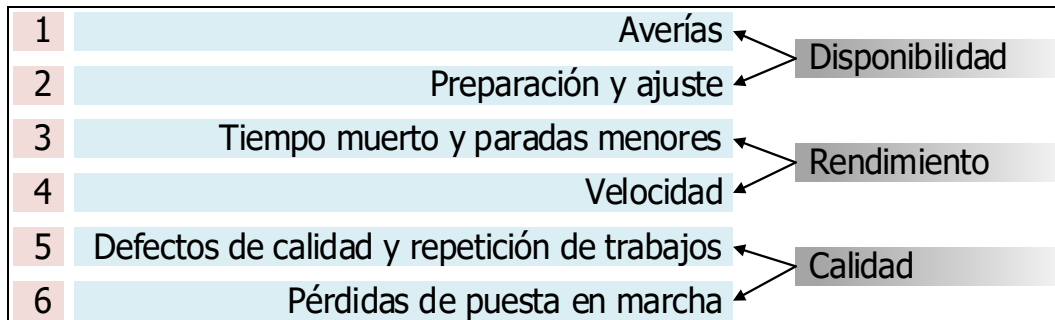 1 Averías
Disponibilidad
2 Preparación y ajuste
3 Tiempo muerto y paradas menores
Rendimiento
4 Velocidad
5 Defectos de calidad y repetición de trabajos
Calidad
6 Pérdidas de puesta en marcha